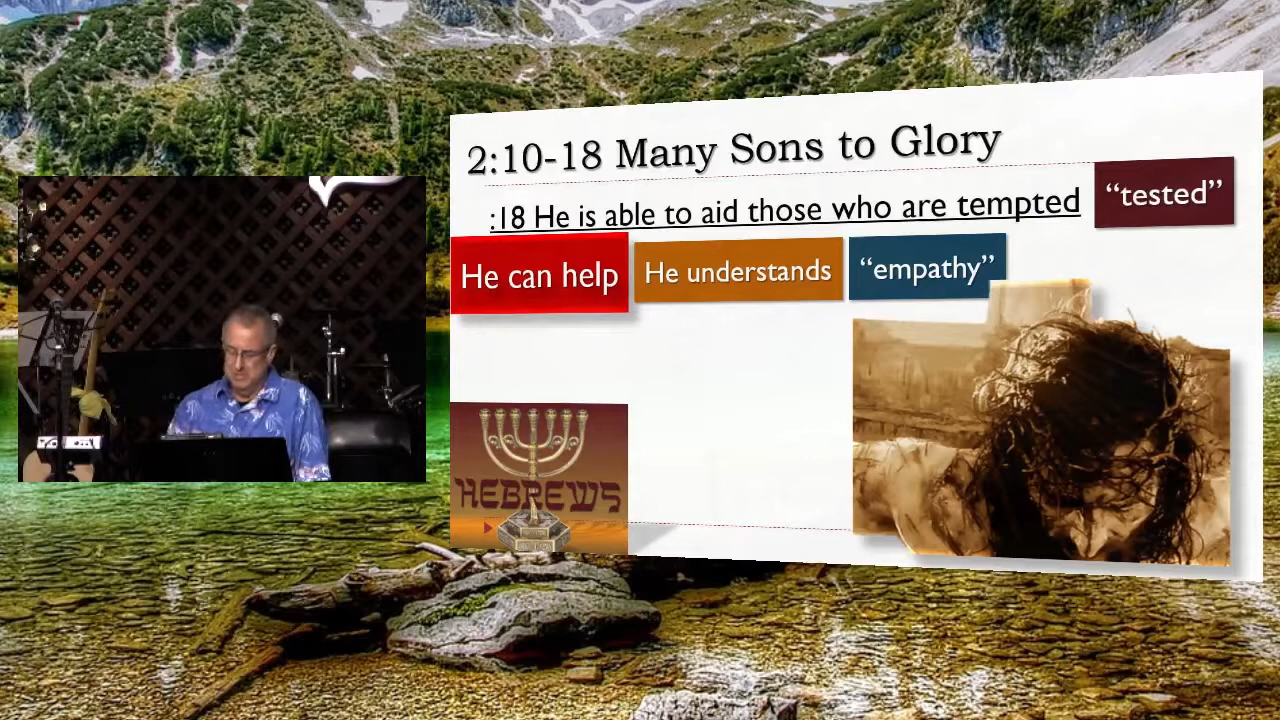 2:10-18 Many Sons to Glory
:18 He is able to aid those who are tempted
“tested”
He can help
He understands
“empathy”
HEBREWS